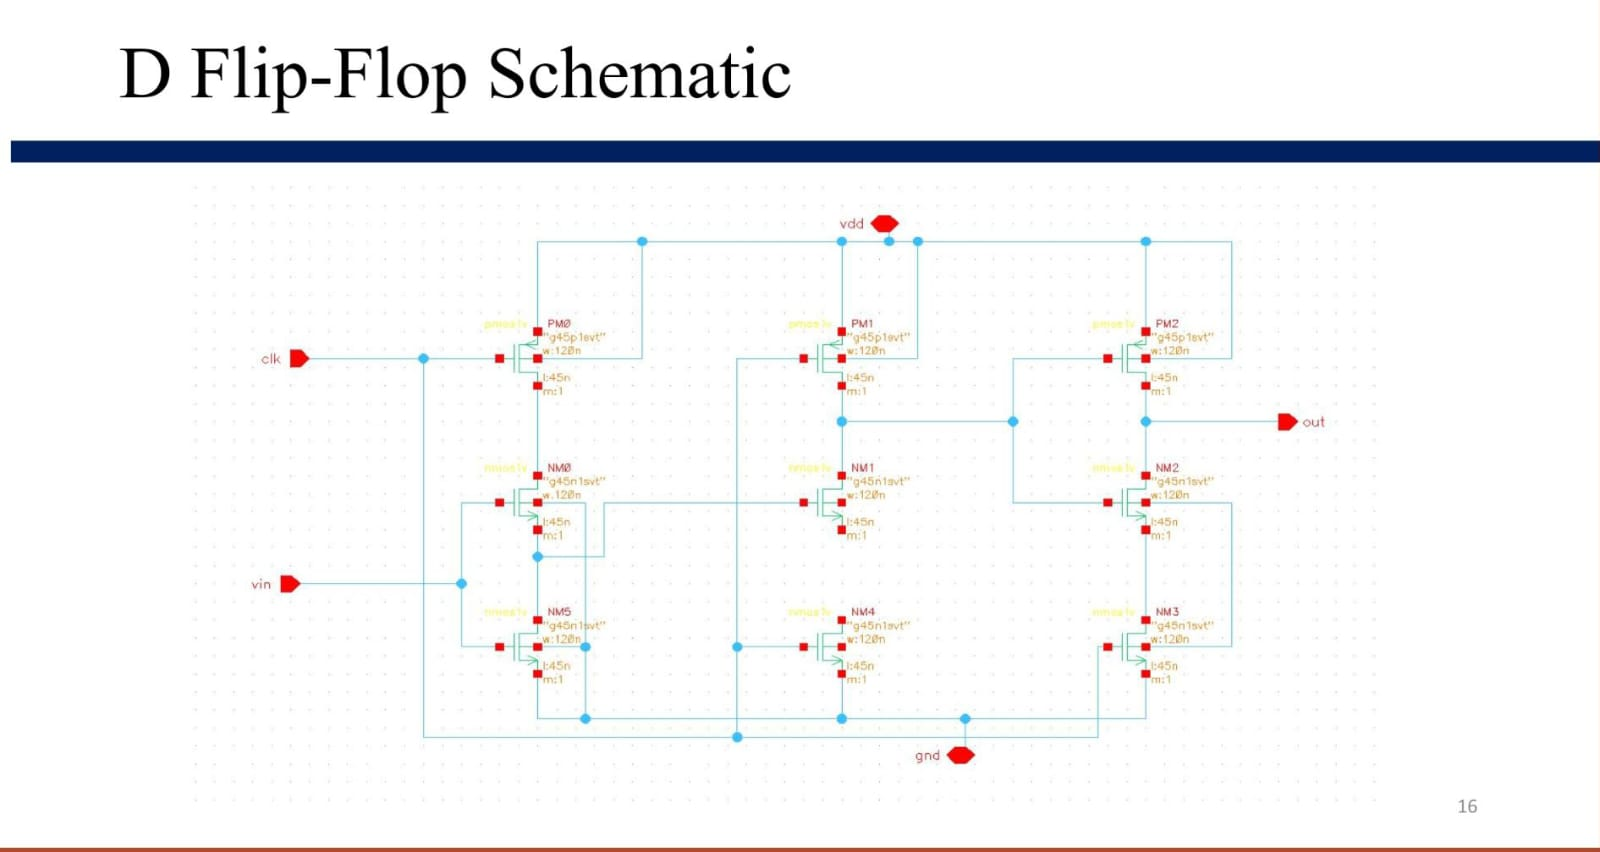 D Flip-Flop Schematic
vdd
pmos1v PM0
"g45p1svt"
w:120n
l:45n
m:1
pmos1v PM1
"g45p1svt"
w:120n
l:45n
m:1
pmos1v PM2
"g45p1svt"
w:120n
l:45n
m:1
clk
out
nmos1v NM0
"g45n1svt"
w:120n
l:45n
m:1
nmos1v NM1
"g45n1svt"
w:120n
l:45n
m:1
nmos1v NM2
"g45n1svt"
w:120n
l:45n
m:1
vin
nmos1v NM5
"g45n1svt"
w:120n
l:45n
m:1
nmos1v NM4
"g45n1svt"
w:120n
l:45n
m:1
nmos1v NM3
"g45n1svt"
w:120n
l:45n
m:1
gnd
16